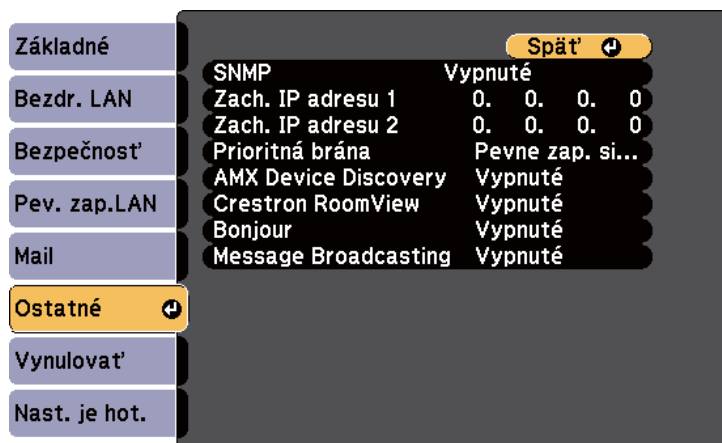 Základné
Bezdr. LAN
Bezpečnosť
Pev. zap.LAN
Mail
Ostatné
Vynulovať
Nast. je hot.
Späť
SNMP Vypnuté
Zach. IP adresu 1 0. 0. 0. 0
Zach. IP adresu 2 0. 0. 0. 0
Prioritná brána Pevne zap. si...
AMX Device Discovery Vypnuté
Crestron RoomView Vypnuté
Bonjour Vypnuté
Message Broadcasting Vypnuté